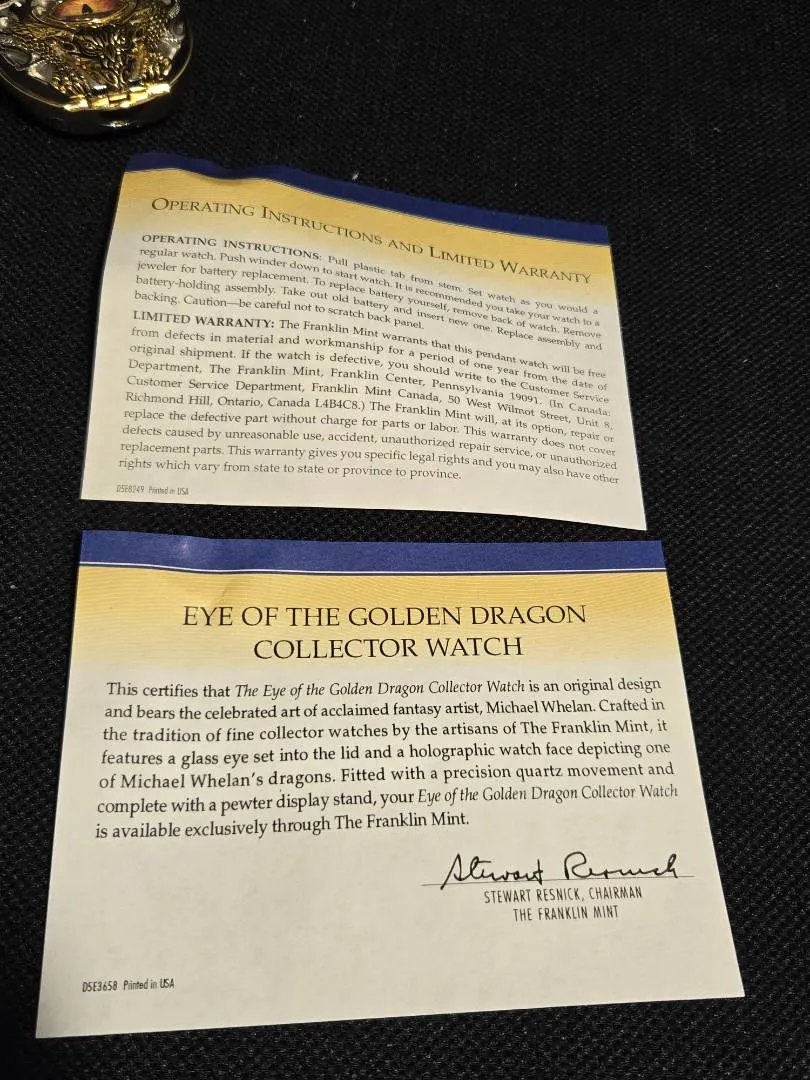 OPERATING INSTRUCTIONS AND LIMITED WARRANTY
OPERATING INSTRUCTIONS: Pull plastic tab from stem. Set watch as you would a
regular watch. Push winder down to start watch. It is recommended you take your watch to a
jeweler for battery replacement. To replace battery yourself, remove back of watch. Remove
battery-holding assembly. Take out old battery and insert new one. Replace assembly and
backing. Caution—be careful not to scratch back panel.
LIMITED WARRANTY: The Franklin Mint warrants that this pendant watch will be free
from defects in material and workmanship for a period of one year from the date of
original shipment. If the watch is defective, you should write to the Customer Service
Department, The Franklin Mint, Franklin Center, Pennsylvania 19091. (In Canada:
Customer Service Department, Franklin Mint Canada, 50 West Wilmot Street, Unit 8,
Richmond Hill, Ontario, Canada L4B4C8.) The Franklin Mint will, at its option, repair or
replace the defective part without charge for parts or labor. This warranty does not cover
defects caused by unreasonable use, accident, unauthorized repair service, or unauthorized
replacement parts. This warranty gives you specific legal rights and you may also have other
rights which vary from state to state or province to province.
D5E8249 Printed in USA
EYE OF THE GOLDEN DRAGON
COLLECTOR WATCH
This certifies that The Eye of the Golden Dragon Collector Watch is an original design
and bears the celebrated art of acclaimed fantasy artist, Michael Whelan. Crafted in
the tradition of fine collector watches by the artisans of The Franklin Mint, it
features a glass eye set into the lid and a holographic watch face depicting one
of Michael Whelan's dragons. Fitted with a precision quartz movement and
complete with a pewter display stand, your Eye of the Golden Dragon Collector Watch
is available exclusively through The Franklin Mint.
Stewart Resnick
STEWART RESNICK, CHAIRMAN
THE FRANKLIN MINT
D5E3658 Printed in USA